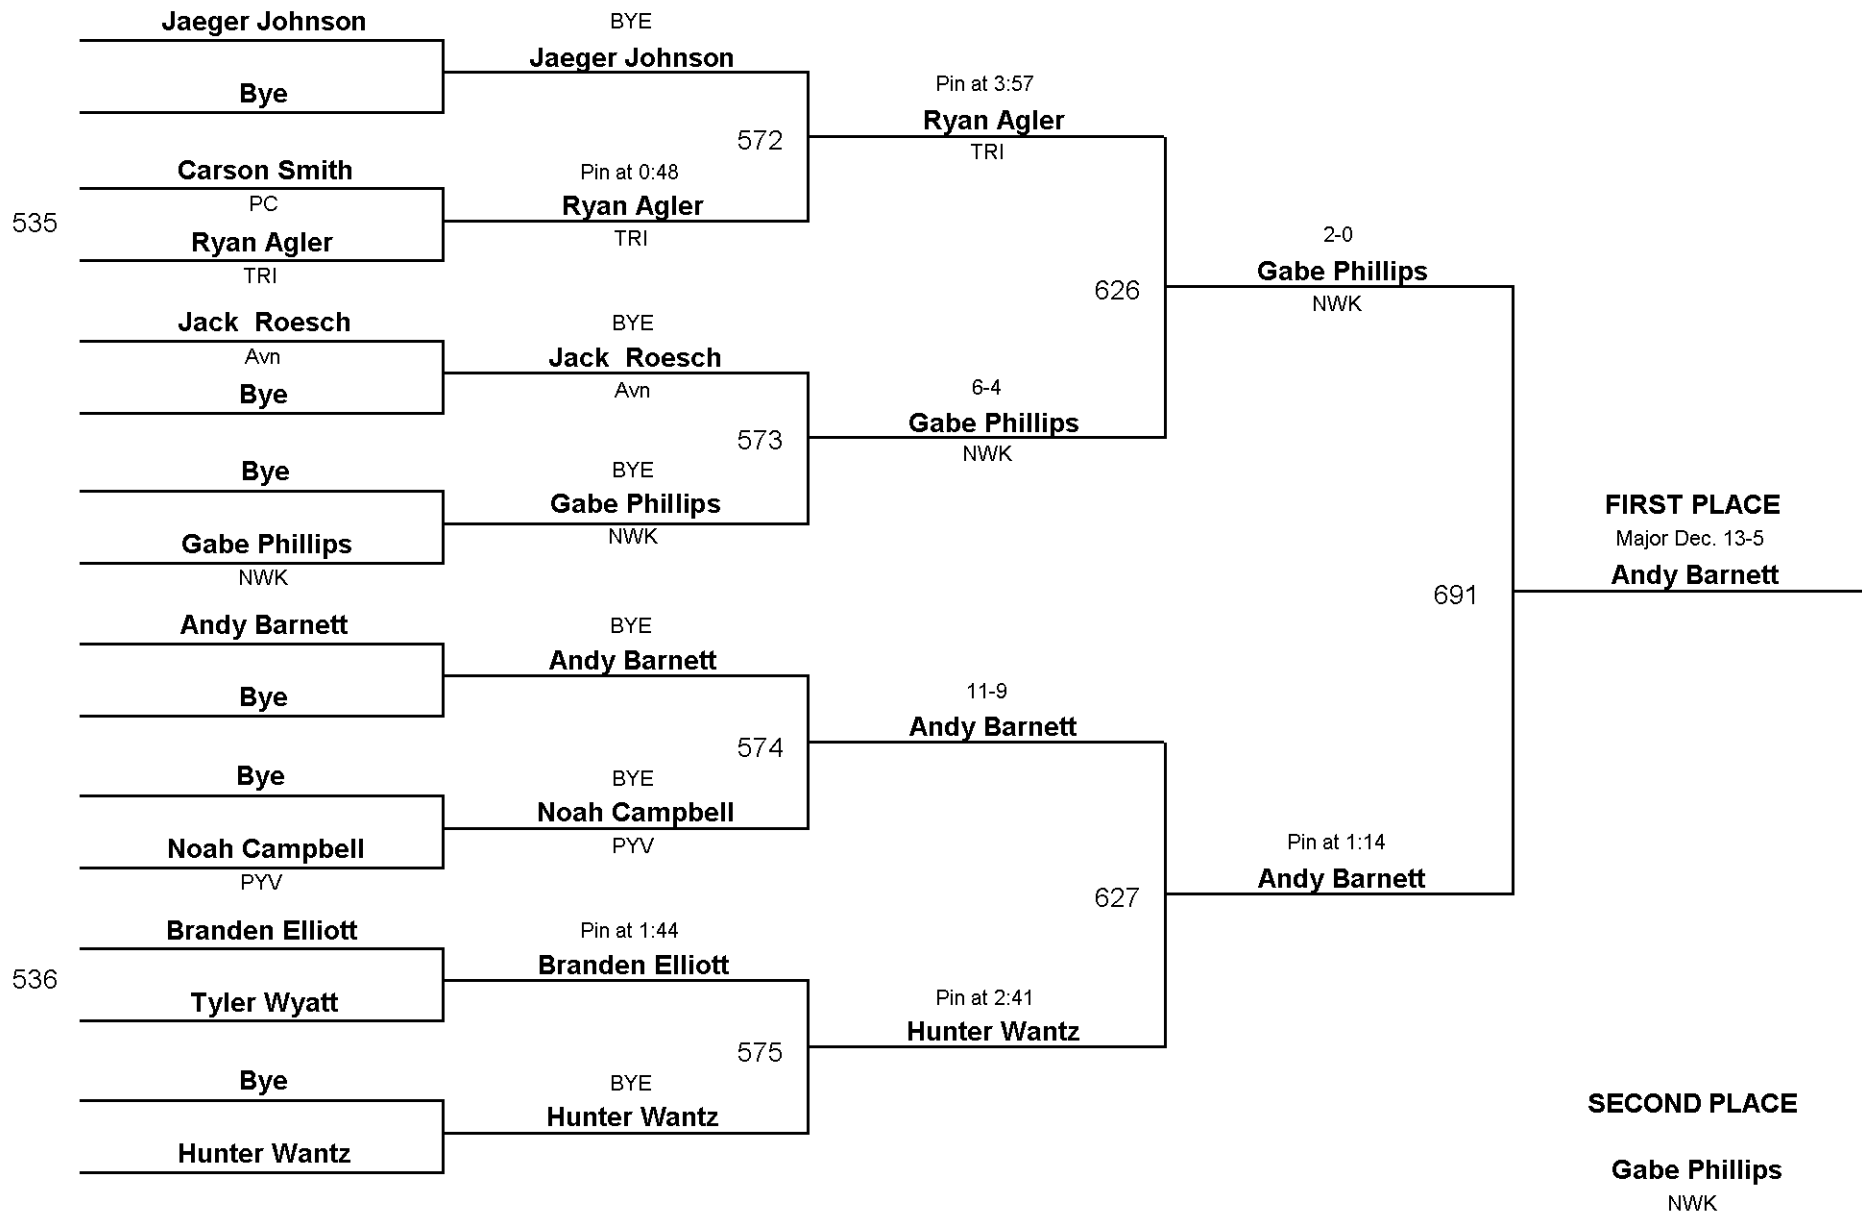 Jaeger Johnson
Bye
535
Carson Smith
PC
Ryan Agler
TRI
Jack  Roesch
Avn
Bye
Bye
Gabe Phillips
NWK
Andy Barnett
Bye
Bye
Noah Campbell
PYV
536
Branden Elliott
Tyler Wyatt
Bye
Hunter Wantz
BYE
Jaeger Johnson
572
Pin at 0:48
Ryan Agler
TRI
BYE
Jack  Roesch
Avn
573
BYE
Gabe Phillips
NWK
BYE
Andy Barnett
574
BYE
Noah Campbell
PYV
Pin at 1:44
Branden Elliott
575
BYE
Hunter Wantz
Pin at 3:57
Ryan Agler
TRI
626
6-4
Gabe Phillips
NWK
11-9
Andy Barnett
627
Pin at 2:41
Hunter Wantz
2-0
Gabe Phillips
NWK
691
Pin at 1:14
Andy Barnett
FIRST PLACE
Major Dec. 13-5
Andy Barnett
SECOND PLACE
Gabe Phillips
NWK